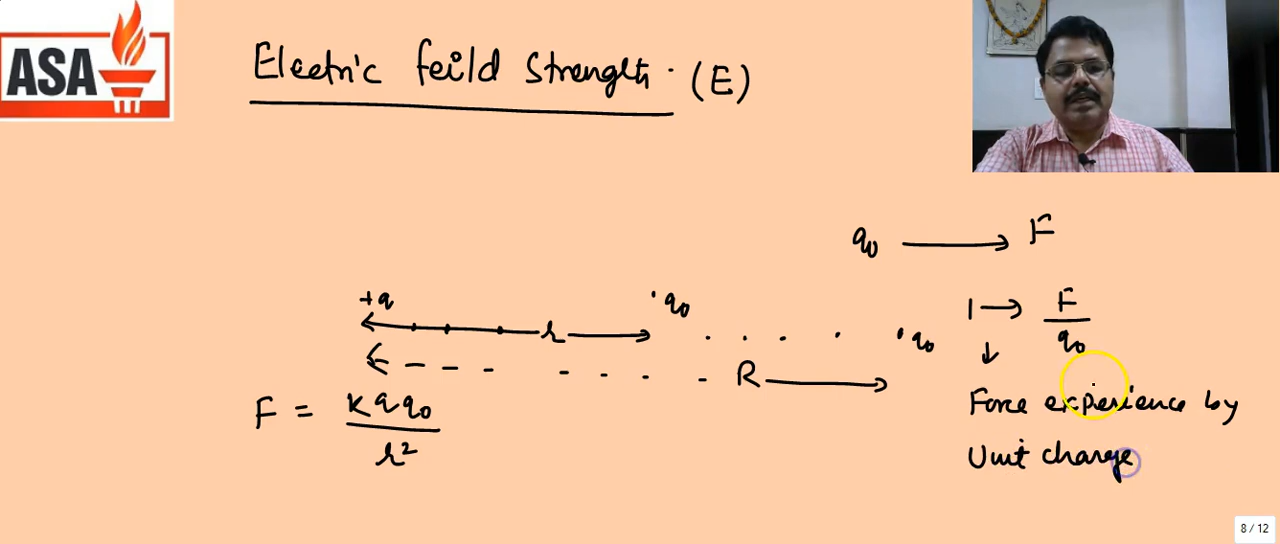 ASA
Electric feild strength. (E)
q0 ⟶ F
+q
r
.q0
.q0
R
1 → F/q0
↓
Force experience by
Unit charge
F = Kqq0/r²
8 / 12